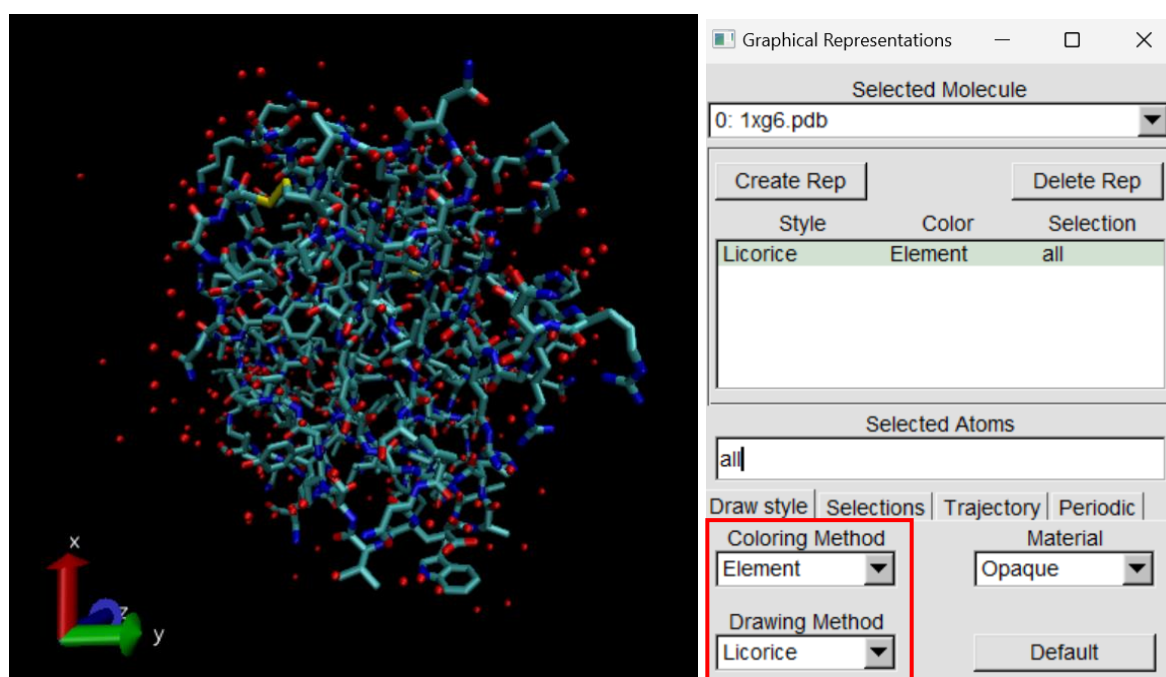 x
z
y
Graphical Representations
Selected Molecule
0: 1xg6.pdb
Create Rep Delete Rep
Style Color Selection
Licorice Element all
Selected Atoms
all
Draw style Selections Trajectory Periodic
Coloring Method Material
Element Opaque
Drawing Method
Licorice Default